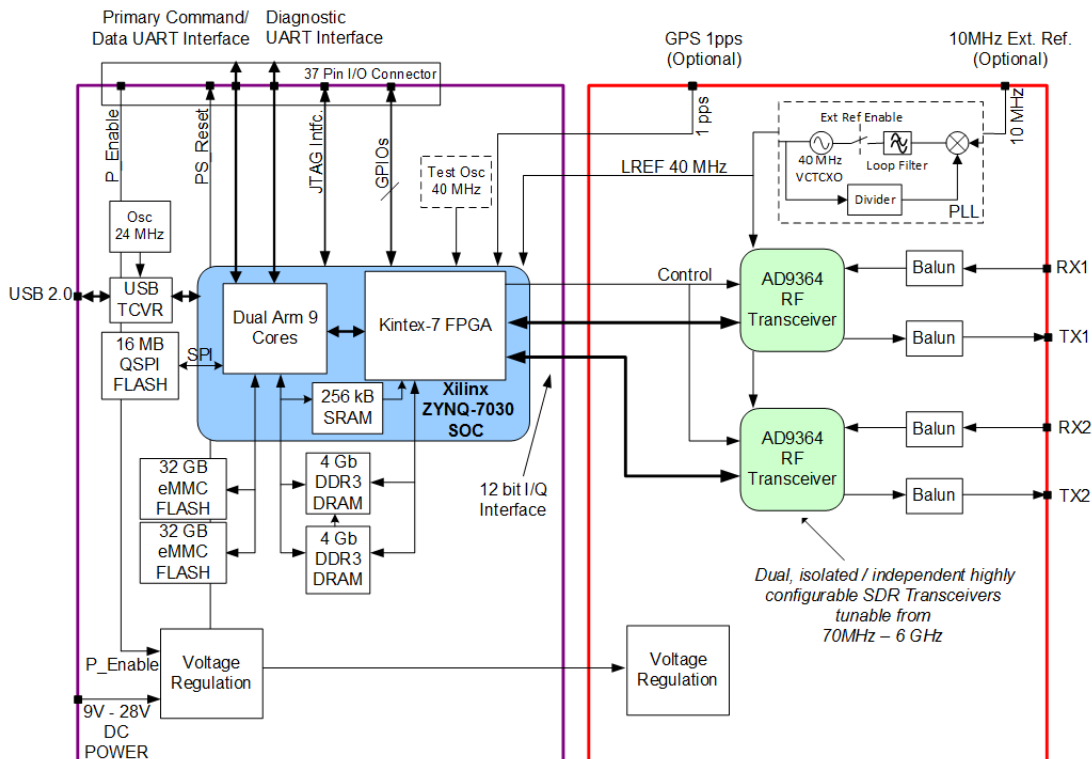 Primary Command/
Data UART Interface
Diagnostic
UART Interface
GPS 1pps
(Optional)
10MHz Ext. Ref.
(Optional)
37 Pin I/O Connector
P_Enable
PS_Reset
JTAG Intfc.
GPIOs
1 pps
10 MHz
Ext Ref Enable
40 MHz
VCTCXO
Loop Filter
Divider
PLL
Test Osc
40 MHz
LREF 40 MHz
Osc
24 MHz
USB 2.0
USB
TCVR
16 MB
QSPI
FLASH
SPI
Dual Arm 9
Cores
Kintex-7 FPGA
256 kB
SRAM
Xilinx
ZYNQ-7030
SOC
Control
AD9364
RF
Transceiver
Balun
RX1
Balun
TX1
AD9364
RF
Transceiver
Balun
RX2
Balun
TX2
32 GB
eMMC
FLASH
32 GB
eMMC
FLASH
4 Gb
DDR3
DRAM
4 Gb
DDR3
DRAM
12 bit I/Q
Interface
Dual, isolated / independent highly
configurable SDR Transceivers
tunable from
70MHz – 6 GHz
P_Enable
Voltage
Regulation
Voltage
Regulation
9V - 28V
DC
POWER